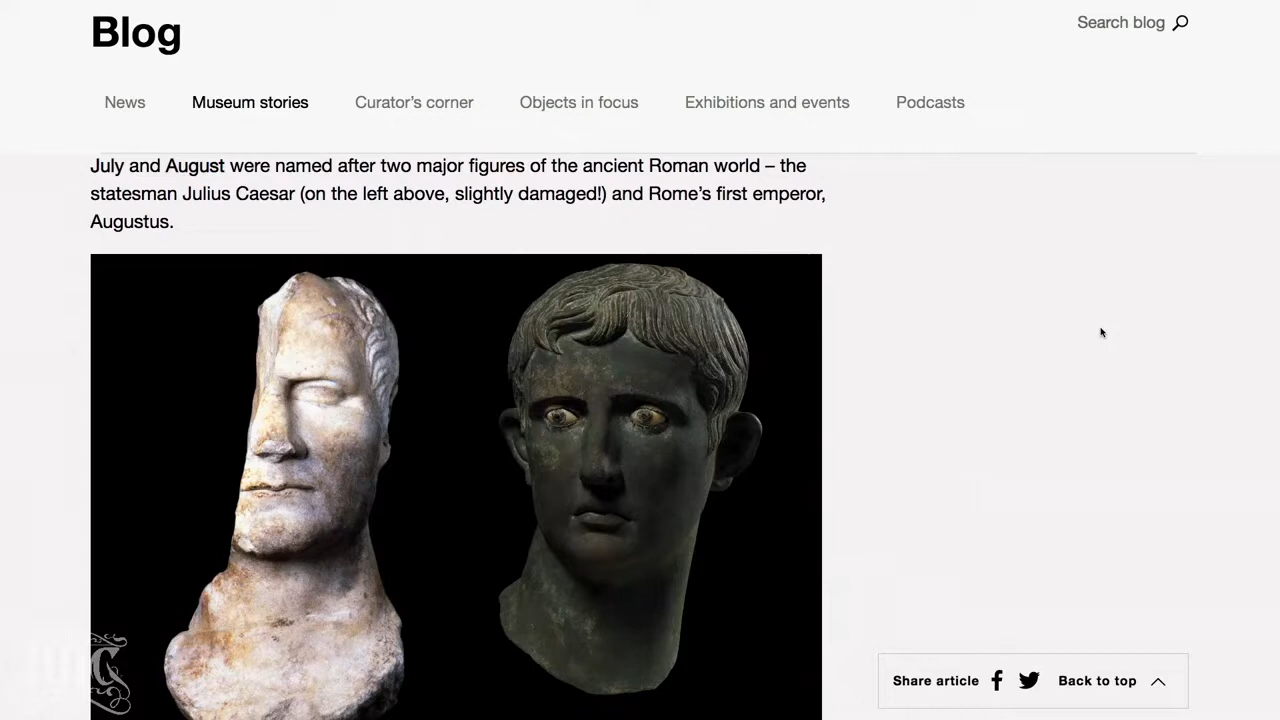 Blog
Search blog
News
Museum stories
Curator’s corner
Objects in focus
Exhibitions and events
Podcasts
July and August were named after two major figures of the ancient Roman world – the
statesman Julius Caesar (on the left above, slightly damaged!) and Rome’s first emperor,
Augustus.
Share article
Back to top